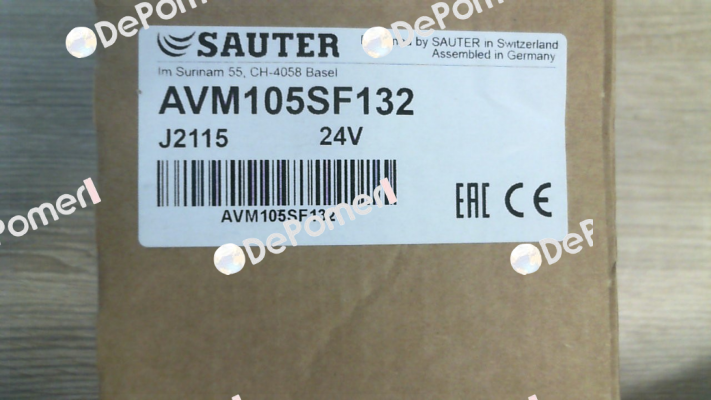 SAUTER
by SAUTER in Switzerland
Assembled in Germany
Im Surinam 55, CH-4058 Basel
AVM105SF132
J2115 24V
AVM105SF132
EAC CE
DePomerl
DePomerl
DePomerl
DePomerl
DePomerl